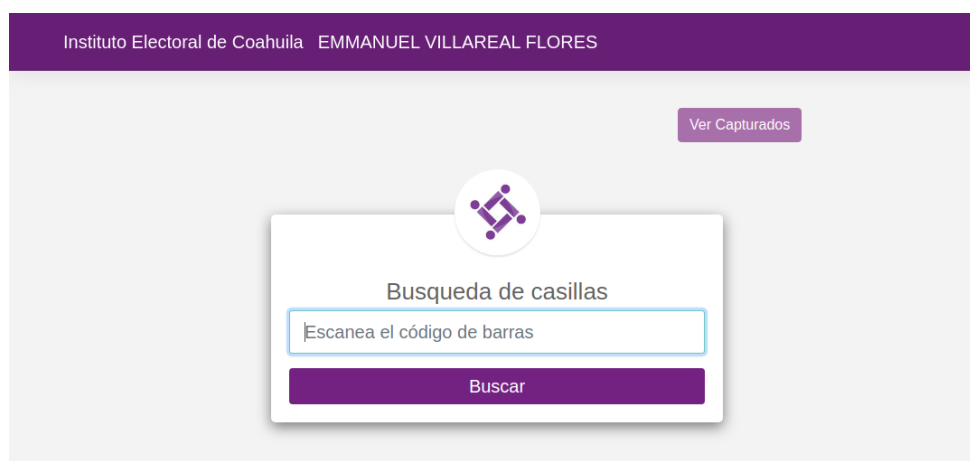 Instituto Electoral de Coahuila EMMANUEL VILLAREAL FLORES
Ver Capturados
Busqueda de casillas
Escanea el código de barras
Buscar